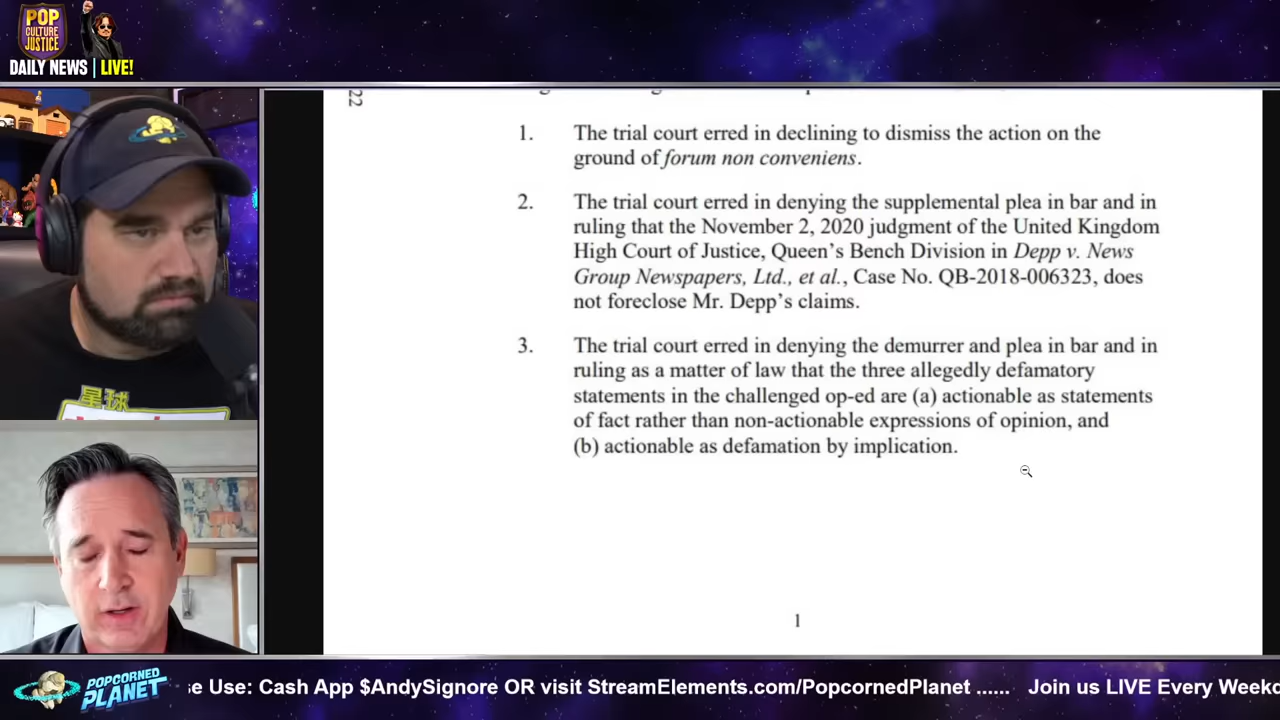 POP
CULTURE
JUSTICE
DAILY NEWS | LIVE!
22
1. The trial court erred in declining to dismiss the action on the
ground of forum non conveniens.
2. The trial court erred in denying the supplemental plea in bar and in
ruling that the November 2, 2020 judgment of the United Kingdom
High Court of Justice, Queen's Bench Division in Depp v. News
Group Newspapers, Ltd., et al., Case No. QB-2018-006323, does
not foreclose Mr. Depp's claims.
3. The trial court erred in denying the demurrer and plea in bar and in
ruling as a matter of law that the three allegedly defamatory
statements in the challenged op-ed are (a) actionable as statements
of fact rather than non-actionable expressions of opinion, and
(b) actionable as defamation by implication.
1
星球
POPCORNED
PLANET
e Use: Cash App $AndySignore OR visit StreamElements.com/PopcornedPlanet ...... Join us LIVE Every Weekd